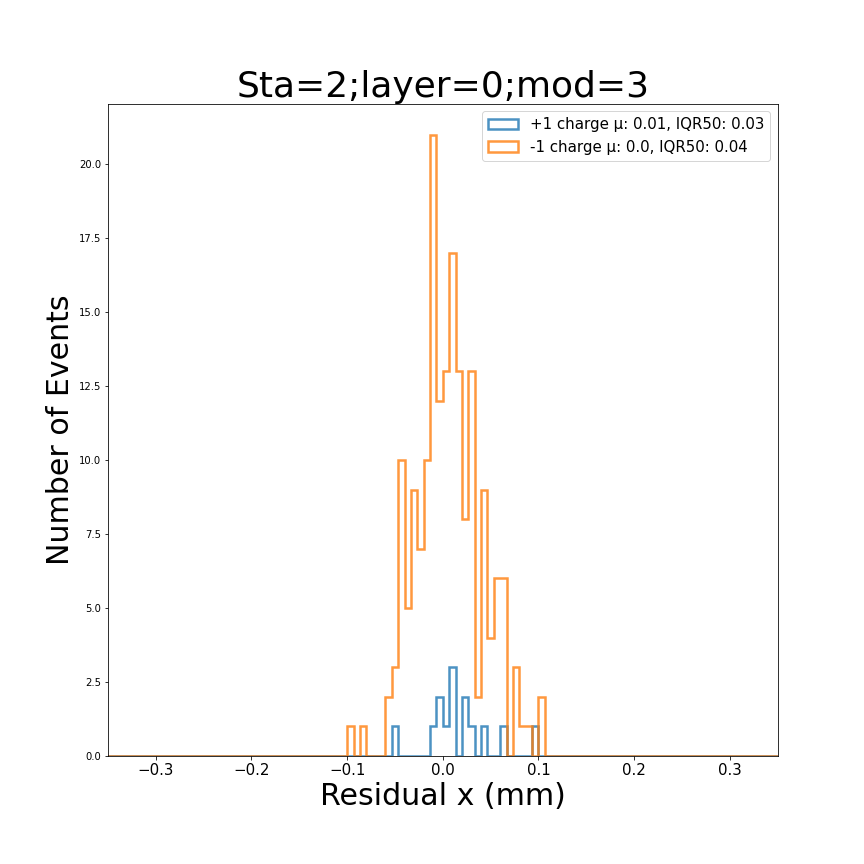 Sta=2;layer=0;mod=3
+1 charge μ: 0.01, IQR50: 0.03
-1 charge μ: 0.0, IQR50: 0.04
Number of Events
20.0
17.5
15.0
12.5
10.0
7.5
5.0
2.5
0.0
−0.3 −0.2 −0.1 0.0 0.1 0.2 0.3
Residual x (mm)